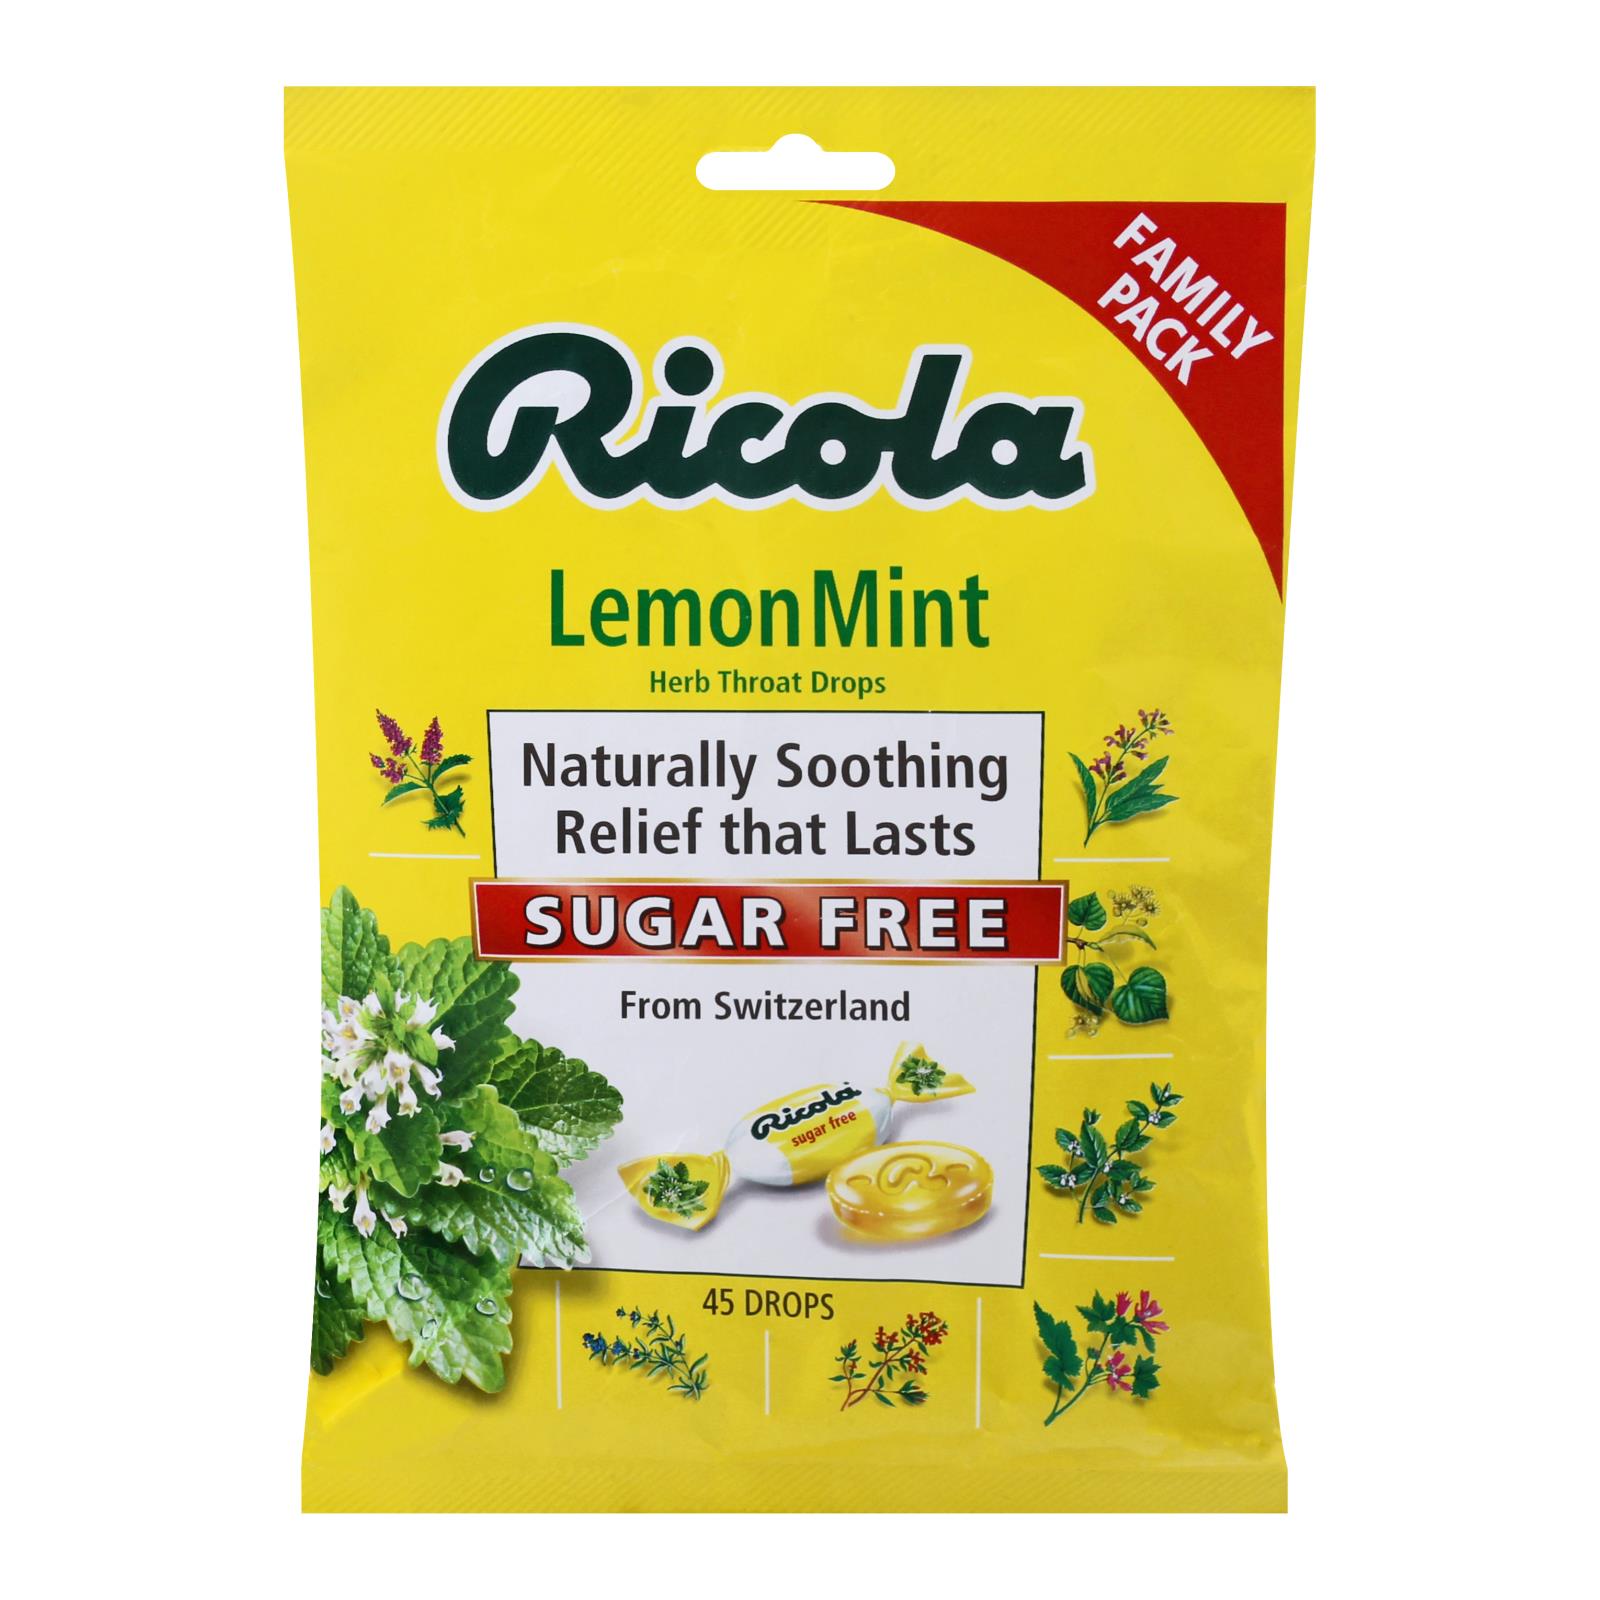 FAMILY
PACK
Ricola
LemonMint
Herb Throat Drops
Naturally Soothing
Relief that Lasts
SUGAR FREE
From Switzerland
Ricola
sugar free
45 DROPS